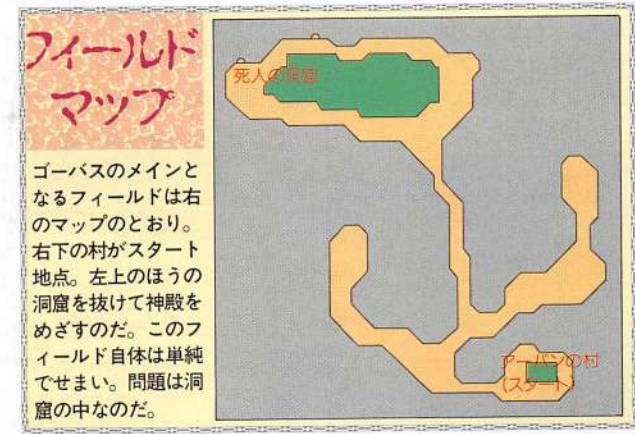 フィールド
マップ
ゴーバスのメインと
なるフィールドは右
のマップのとおり。
右下の村がスタート
地点。左上のほうの
洞窟を抜けて神殿を
めざすのだ。このフ
ィールド自体は単純
でせまい。問題は洞
窟の中なのだ。
死人の洞窟
アーバンの村
(スタート)